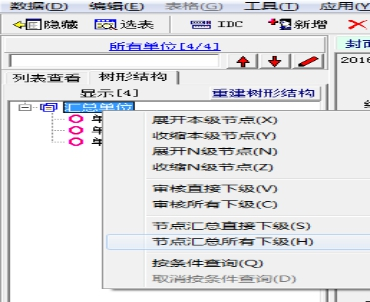 数据(D) 编辑(E) 表格(G) 工具(T) 应用(Y
隐藏 选表 IDC 新增
所有单位[4/4]
封面
2016
列表查看 树形结构
显示[4] 重建树形结构
汇总单位
展开本级节点(X)
收缩本级节点(Y)
展开N级节点(N)
收缩N级节点(Z)
审核直接下级(V)
审核所有下级(C)
节点汇总直接下级(S)
节点汇总所有下级(H)
按条件查询(Q)
取消按条件查询(D)